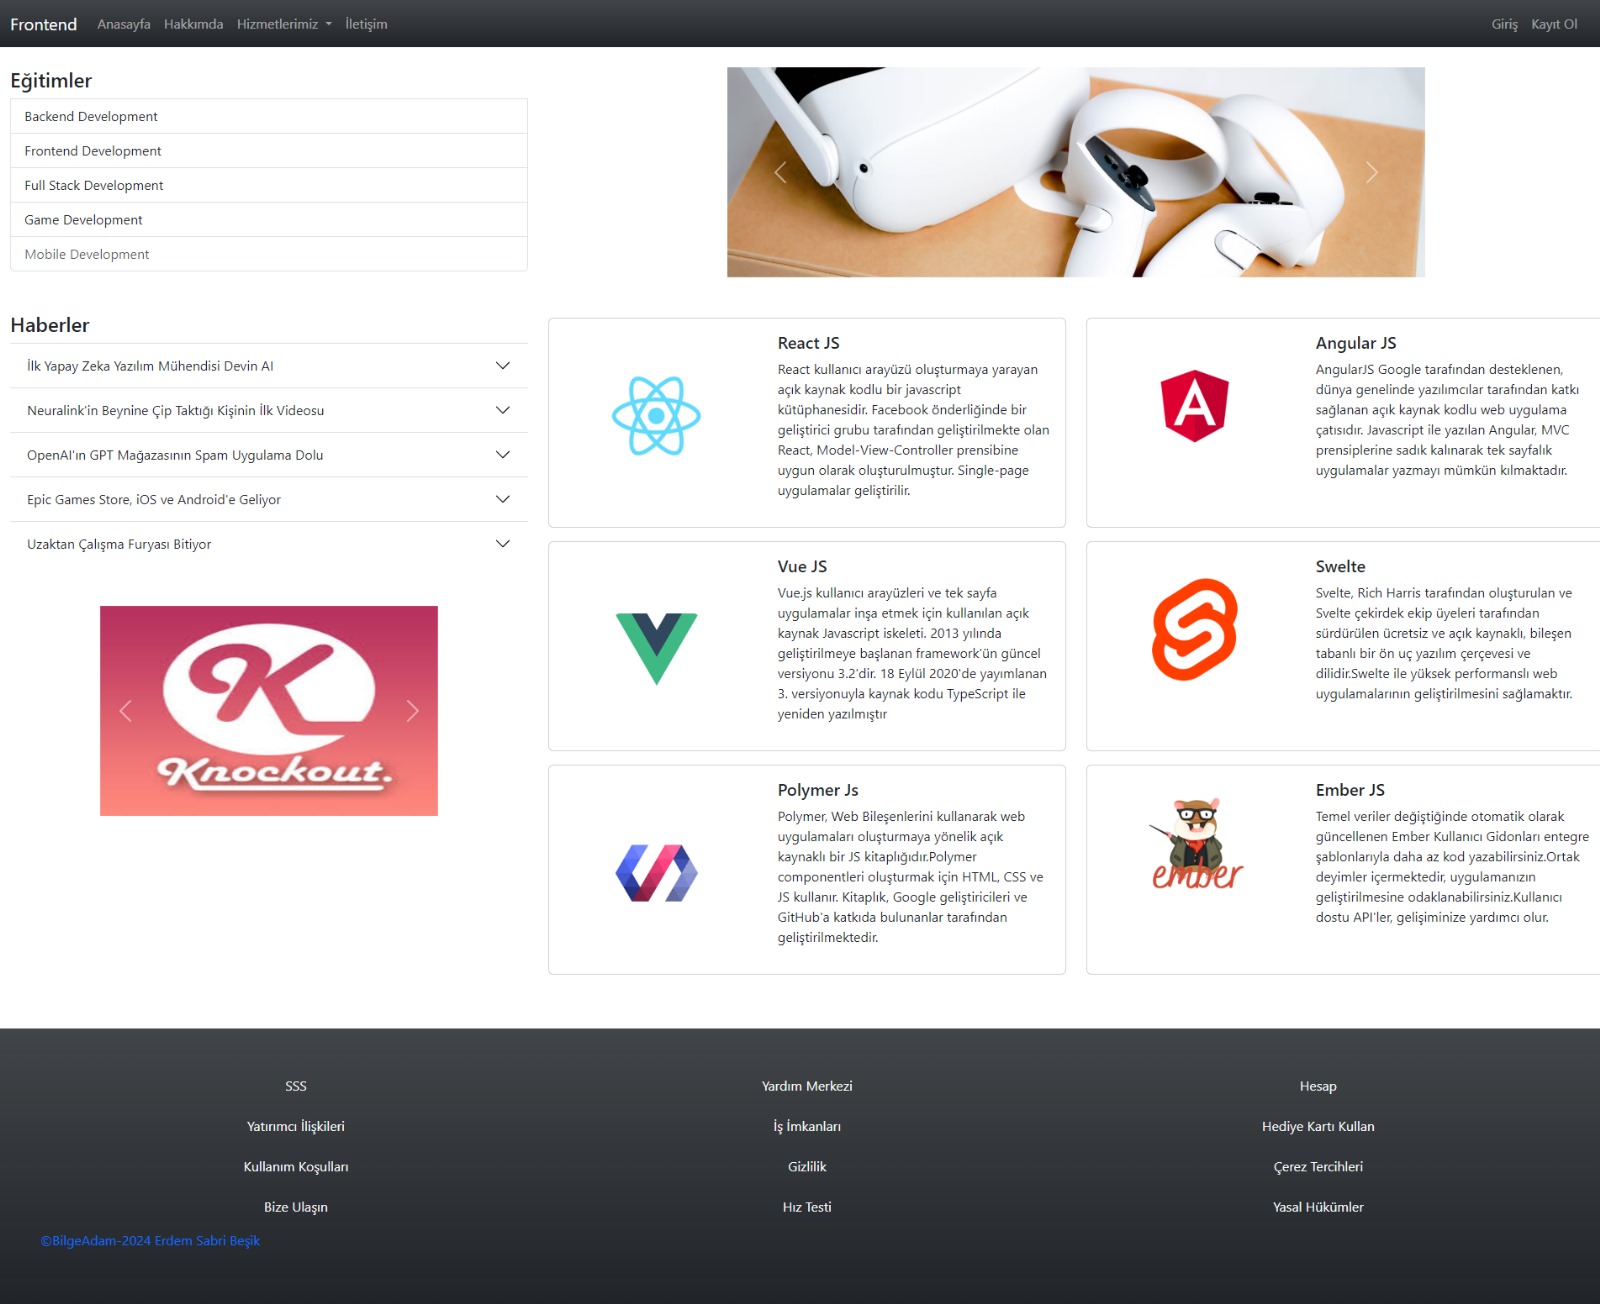 Frontend
Anasayfa
Hakkımda
Hizmetlerimiz
İletişim
Giriş
Kayıt Ol
Eğitimler
Backend Development
Frontend Development
Full Stack Development
Game Development
Mobile Development
Haberler
İlk Yapay Zeka Yazılım Mühendisi Devin AI
Neuralink'in Beynine Çip Taktığı Kişinin İlk Videosu
OpenAI'ın GPT Mağazasının Spam Uygulama Dolu
Epic Games Store, iOS ve Android'e Geliyor
Uzaktan Çalışma Furyası Bitiyor
Knockout.
React JS
React kullanıcı arayüzü oluşturmaya yarayan
açık kaynak kodlu bir javascript
kütüphanesidir. Facebook önderliğinde bir
geliştirici grubu tarafından geliştirilmekte olan
React, Model-View-Controller prensibine
uygun olarak oluşturulmuştur. Single-page
uygulamalar geliştirilir.
Angular JS
AngularJS Google tarafından desteklenen,
dünya genelinde yazılımcılar tarafından katkı
sağlanan açık kaynak kodlu web uygulama
çatısıdır. Javascript ile yazılan Angular, MVC
prensiplerine sadık kalınarak tek sayfalık
uygulamalar yazmayı mümkün kılmaktadır.
Vue JS
Vue.js kullanıcı arayüzleri ve tek sayfa
uygulamalar inşa etmek için kullanılan açık
kaynak Javascript iskeleti. 2013 yılında
geliştirilmeye başlanan framework'ün güncel
versiyonu 3.2'dir. 18 Eylül 2020'de yayımlanan
3. versiyonuyla kaynak kodu TypeScript ile
yeniden yazılmıştır
Swelte
Svelte, Rich Harris tarafından oluşturulan ve
Svelte çekirdek ekip üyeleri tarafından
sürdürülen ücretsiz ve açık kaynaklı, bileşen
tabanlı bir ön uç yazılım çerçevesi ve
dilidir.Swelte ile yüksek performanslı web
uygulamalarının geliştirilmesini sağlamaktır.
Polymer Js
Polymer, Web Bileşenlerini kullanarak web
uygulamaları oluşturmaya yönelik açık
kaynaklı bir JS kitaplığıdır.Polymer
componentleri oluşturmak için HTML, CSS ve
JS kullanır. Kitaplık, Google geliştiricileri ve
GitHub'a katkıda bulunanlar tarafından
geliştirilmektedir.
ember
Ember JS
Temel veriler değiştiğinde otomatik olarak
güncellenen Ember Kullanıcı Gidonları entegre
şablonlarıyla daha az kod yazabilirsiniz.Ortak
deyimler içermektedir, uygulamanızın
geliştirilmesine odaklanabilirsiniz.Kullanıcı
dostu API'ler, gelişiminize yardımcı olur.
SSS
Yardım Merkezi
Hesap
Yatırımcı İlişkileri
İş İmkanları
Hediye Kartı Kullan
Kullanım Koşulları
Gizlilik
Çerez Tercihleri
Bize Ulaşın
Hız Testi
Yasal Hükümler
©BilgeAdam-2024 Erdem Sabri Beşik